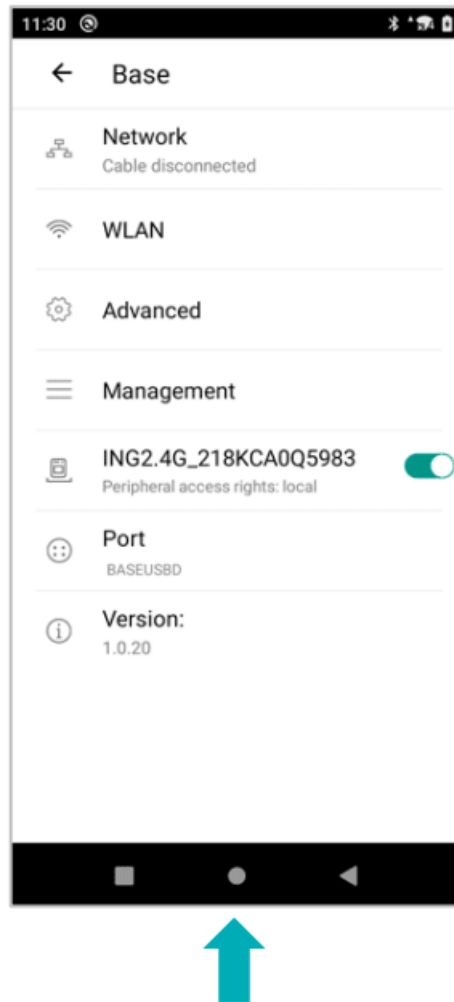 11:30
Base
Network
Cable disconnected
WLAN
Advanced
Management
ING2.4G_218KCA0Q5983
Peripheral access rights: local
Port
BASEUSBD
Version:
1.0.20